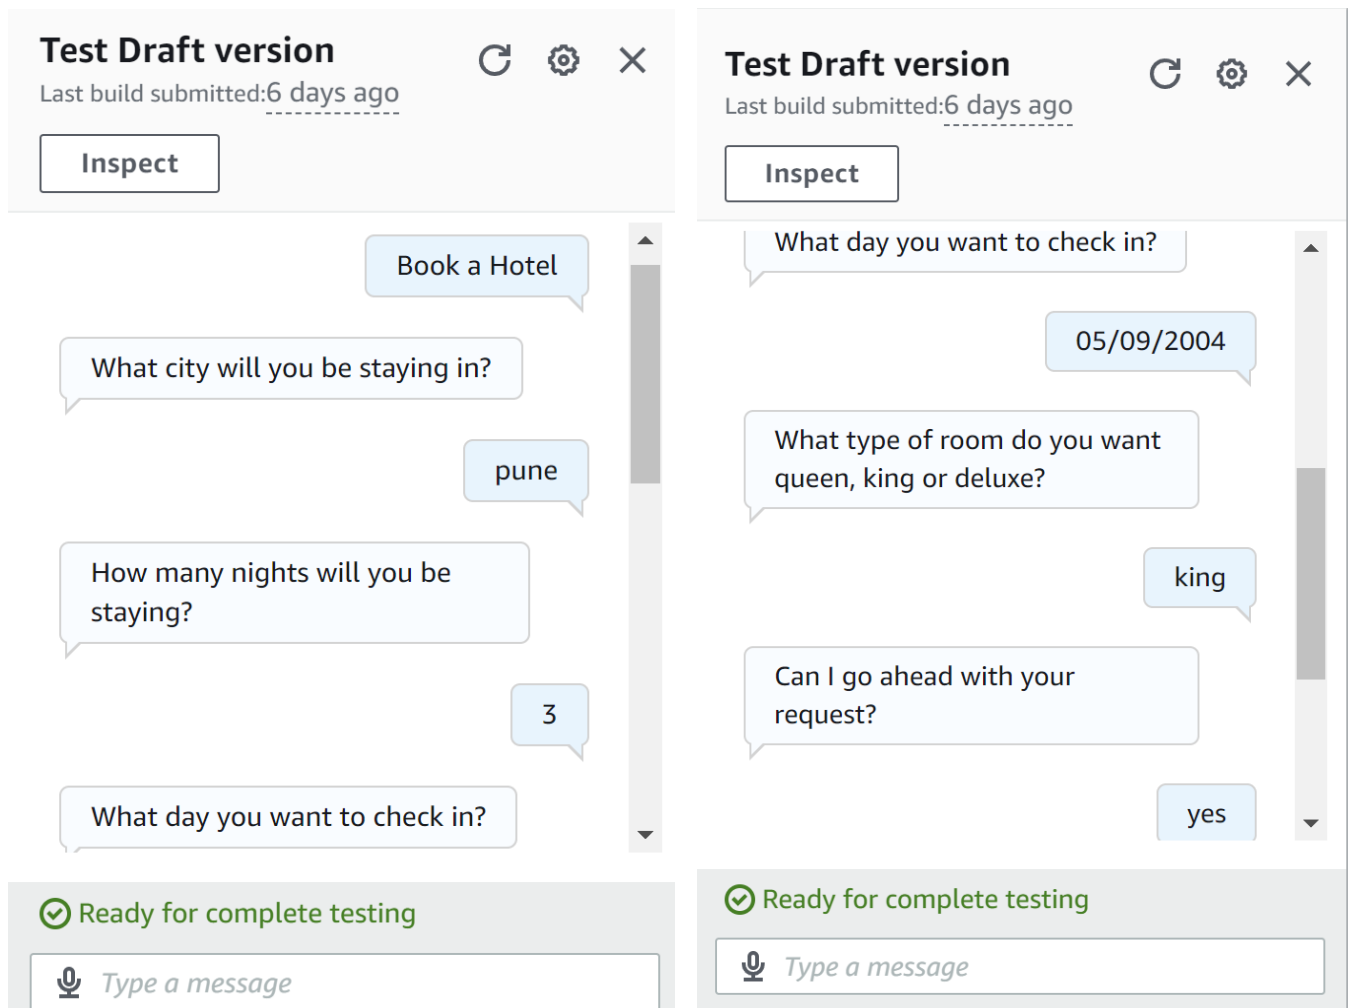 Test Draft version
Last build submitted:6 days ago
Inspect
Book a Hotel
What city will you be staying in?
pune
How many nights will you be
staying?
3
What day you want to check in?
Ready for complete testing
Type a message
Test Draft version
Last build submitted:6 days ago
Inspect
What day you want to check in?
05/09/2004
What type of room do you want
queen, king or deluxe?
king
Can I go ahead with your
request?
yes
Ready for complete testing
Type a message